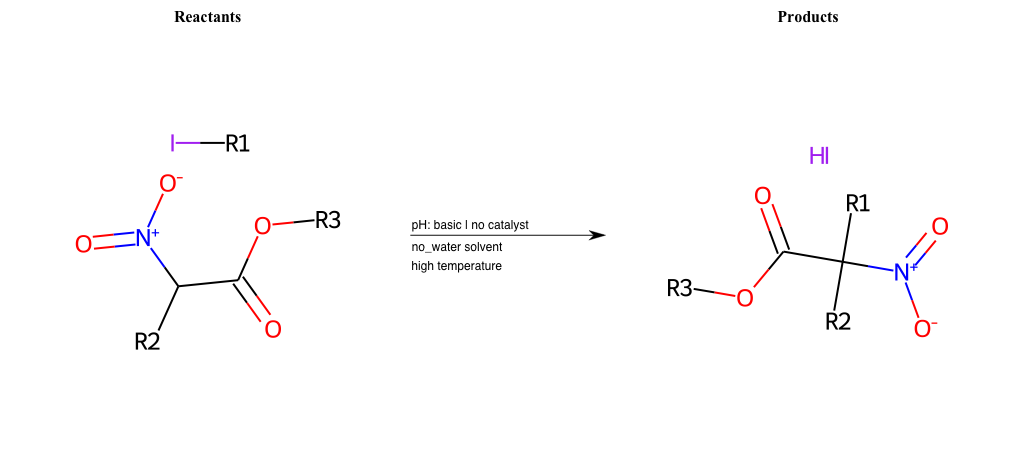 Reactants
Products
I R1
HI
O⁻
O R3
N⁺
O
O
R2
pH: basic | no catalyst
no_water solvent
high temperature
O R1
O
R3 O
N⁺
R2
O⁻